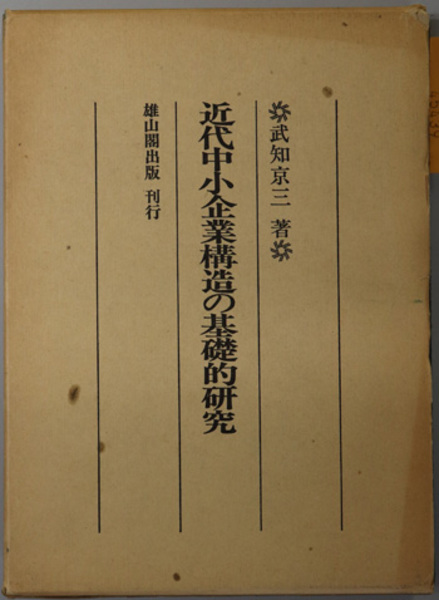 武知京三 著
近代中小企業構造の基礎的研究
雄山閣出版 刊行